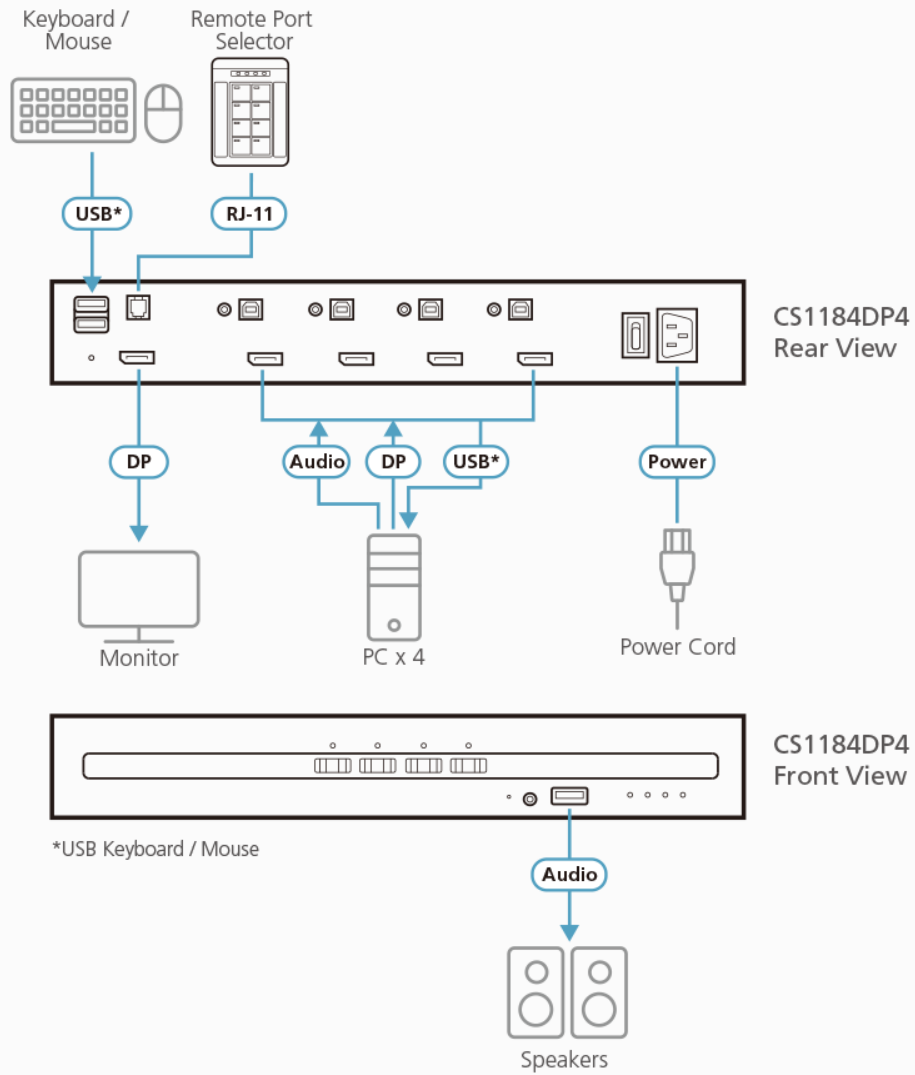 Keyboard /
Mouse
Remote Port
Selector
USB*
RJ-11
CS1184DP4
Rear View
DP
Audio
DP
USB*
Power
Monitor
PC x 4
Power Cord
CS1184DP4
Front View
*USB Keyboard / Mouse
Audio
Speakers